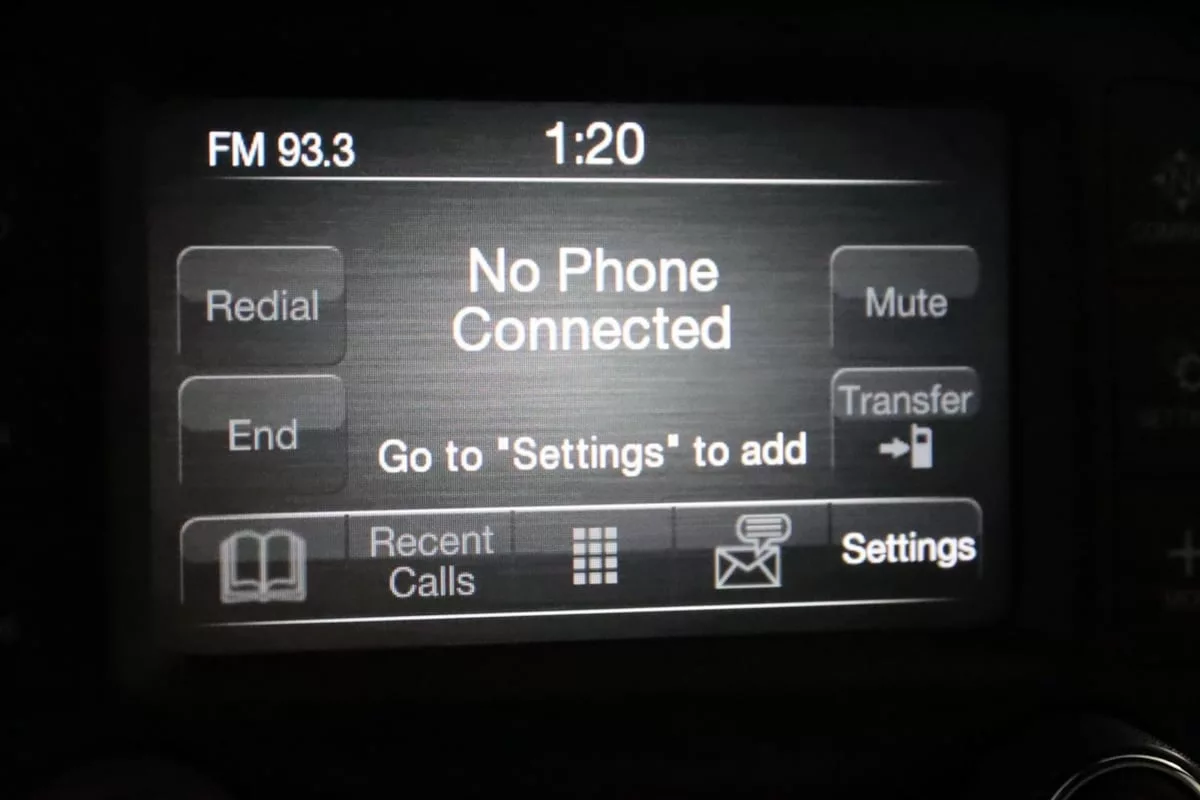 FM 93.3
1:20
Redial
No Phone
Connected
Mute
End
Go to "Settings" to add
Transfer
Recent
Calls
Settings